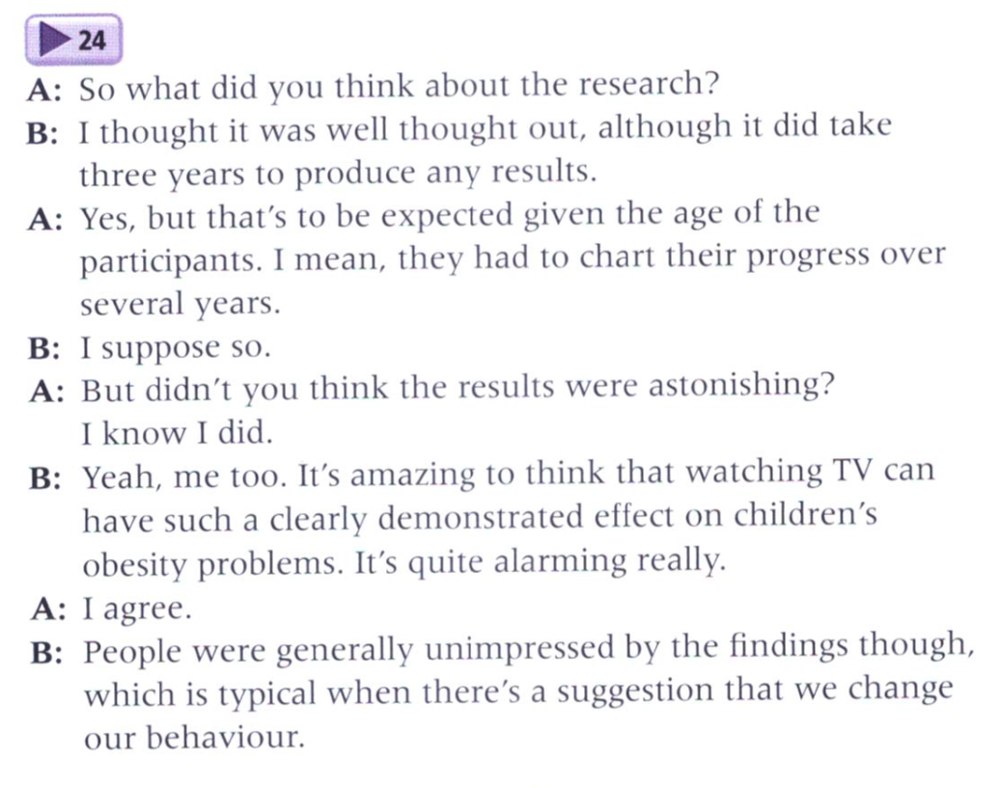 24
A: So what did you think about the research?
B: I thought it was well thought out, although it did take
three years to produce any results.
A: Yes, but that's to be expected given the age of the
participants. I mean, they had to chart their progress over
several years.
B: I suppose so.
A: But didn't you think the results were astonishing?
I know I did.
B: Yeah, me too. It's amazing to think that watching TV can
have such a clearly demonstrated effect on children's
obesity problems. It's quite alarming really.
A: I agree.
B: People were generally unimpressed by the findings though,
which is typical when there's a suggestion that we change
our behaviour.